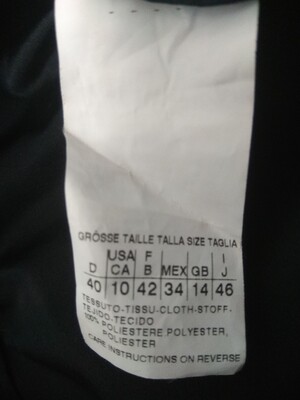 GRÖSSE TAILLE TALLA SIZE TAGLIA
USA F I
D CA B MEX GB J
40 10 42 34 14 46
TESSUTO-TISSU-CLOTH-STOFF-
TEJIDO-TECIDO
100% POLIESTERE POLYESTER,
POLIESTER
CARE INSTRUCTIONS ON REVERSE